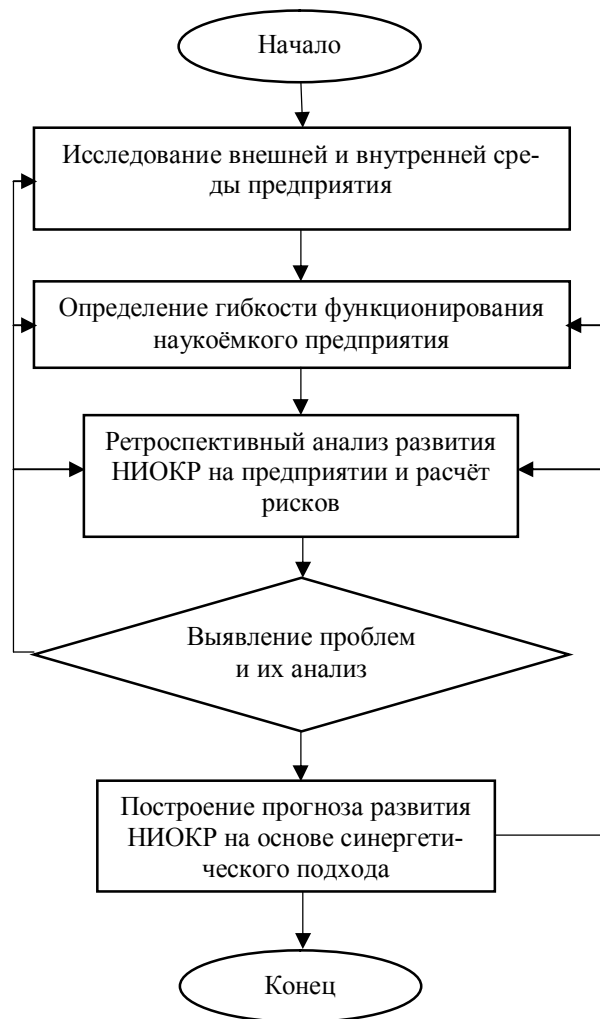 Начало
Исследование внешней и внутренней сре-
ды предприятия
Определение гибкости функционирования
наукоёмкого предприятия
Ретроспективный анализ развития
НИОКР на предприятии и расчёт
рисков
Выявление проблем
и их анализ
Построение прогноза развития
НИОКР на основе синергети-
ческого подхода
Конец